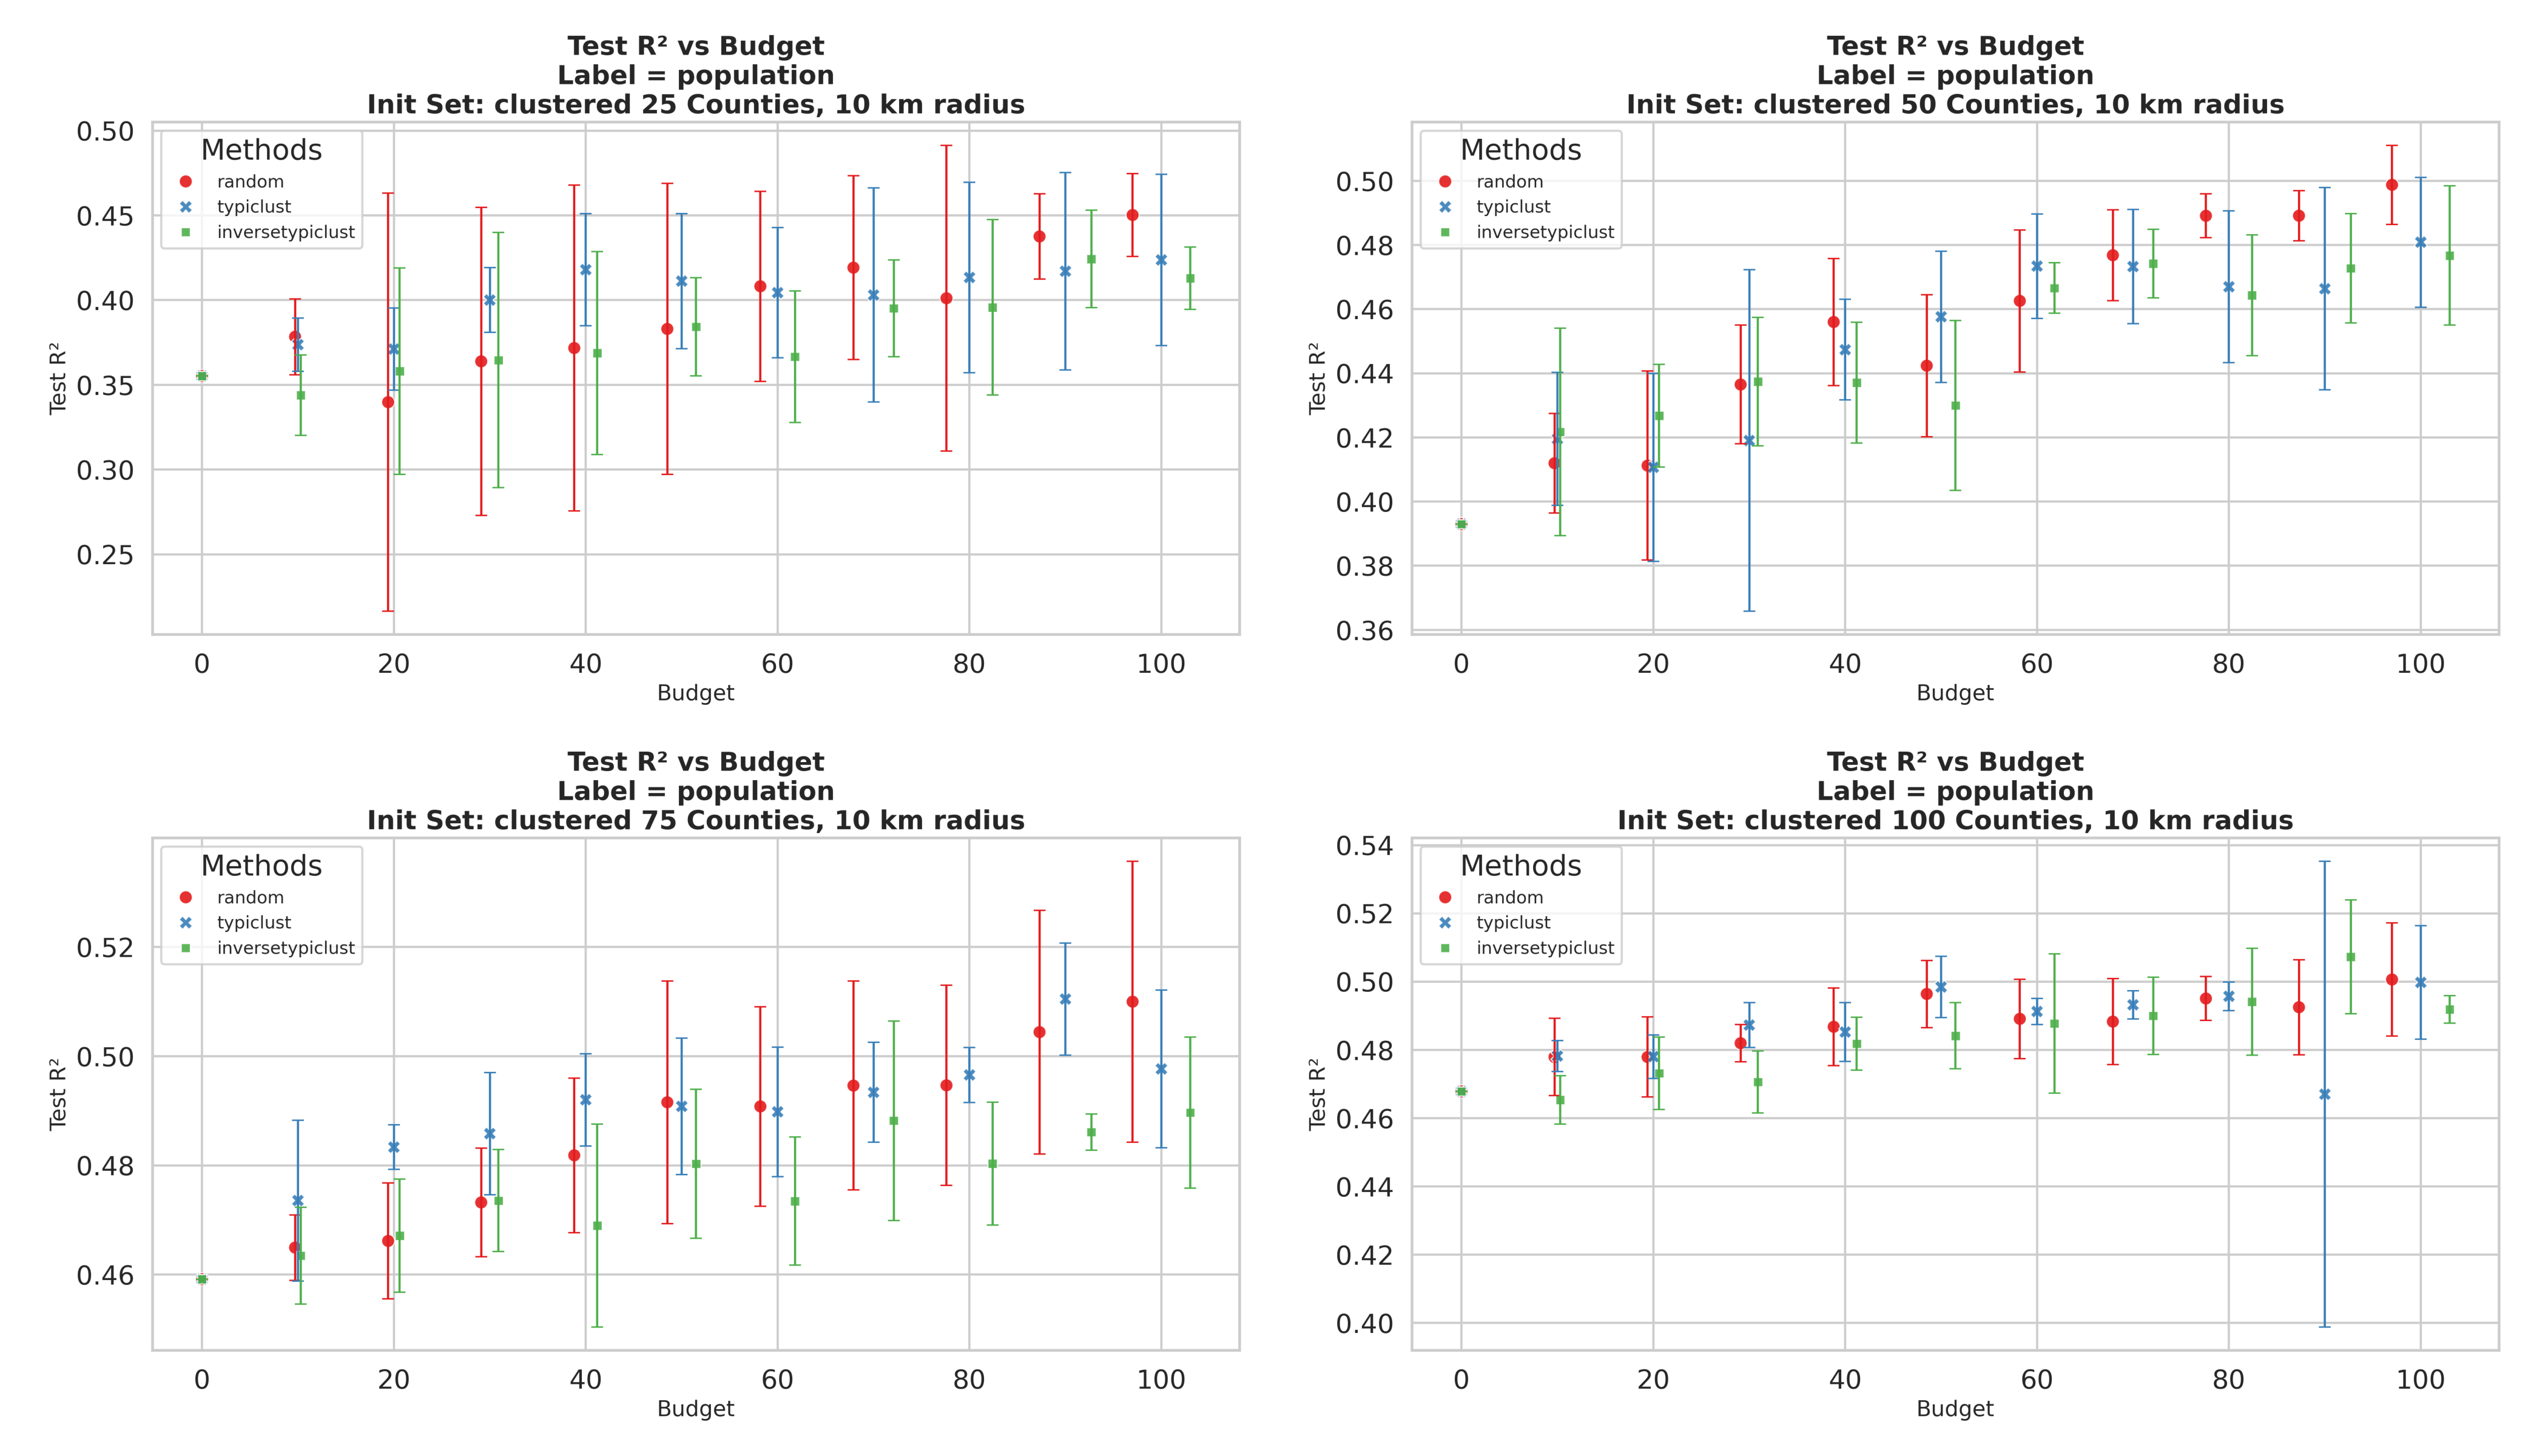 Test R² vs Budget
Label = population
Init Set: clustered 25 Counties, 10 km radius
Methods
random
typiclust
inversetypiclust
0.50
0.45
0.40
0.35
0.30
0.25
Test R²
0 20 40 60 80 100
Budget
Test R² vs Budget
Label = population
Init Set: clustered 50 Counties, 10 km radius
Methods
random
typiclust
inversetypiclust
0.50
0.48
0.46
0.44
0.42
0.40
0.38
0.36
Test R²
0 20 40 60 80 100
Budget
Test R² vs Budget
Label = population
Init Set: clustered 75 Counties, 10 km radius
Methods
random
typiclust
inversetypiclust
0.52
0.50
0.48
0.46
Test R²
0 20 40 60 80 100
Budget
Test R² vs Budget
Label = population
Init Set: clustered 100 Counties, 10 km radius
Methods
random
typiclust
inversetypiclust
0.54
0.52
0.50
0.48
0.46
0.44
0.42
0.40
Test R²
0 20 40 60 80 100
Budget